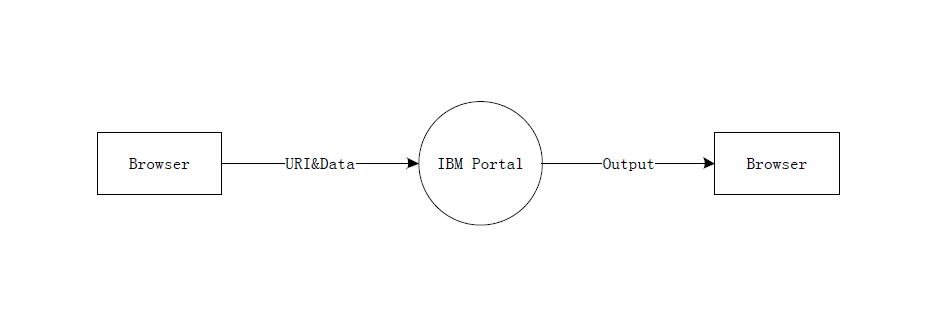 Browser
URI&Data
IBM Portal
Output
Browser